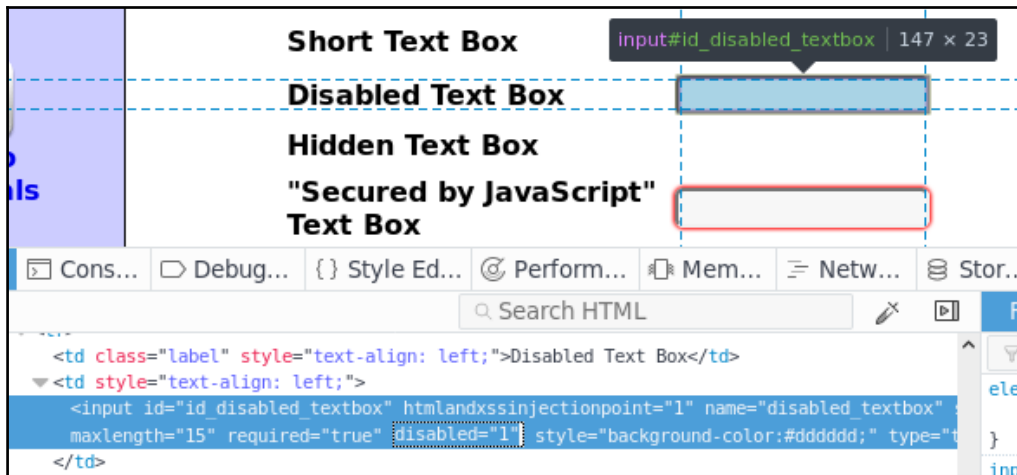 Short Text Box
input#id_disabled_textbox | 147 × 23
Disabled Text Box
Hidden Text Box
ls
"Secured by JavaScript"
Text Box
Cons... Debug... { } Style Ed... Perform... Mem... Netw... Stor...
Search HTML
<td class="label" style="text-align: left;">Disabled Text Box</td>
<td style="text-align: left;">
ele
<input id="id_disabled_textbox" htmlandxssinjectionpoint="1" name="disabled_textbox"
maxlength="15" required="true" disabled="1" style="background-color:#dddddd;" type="t
}
</td>
inp